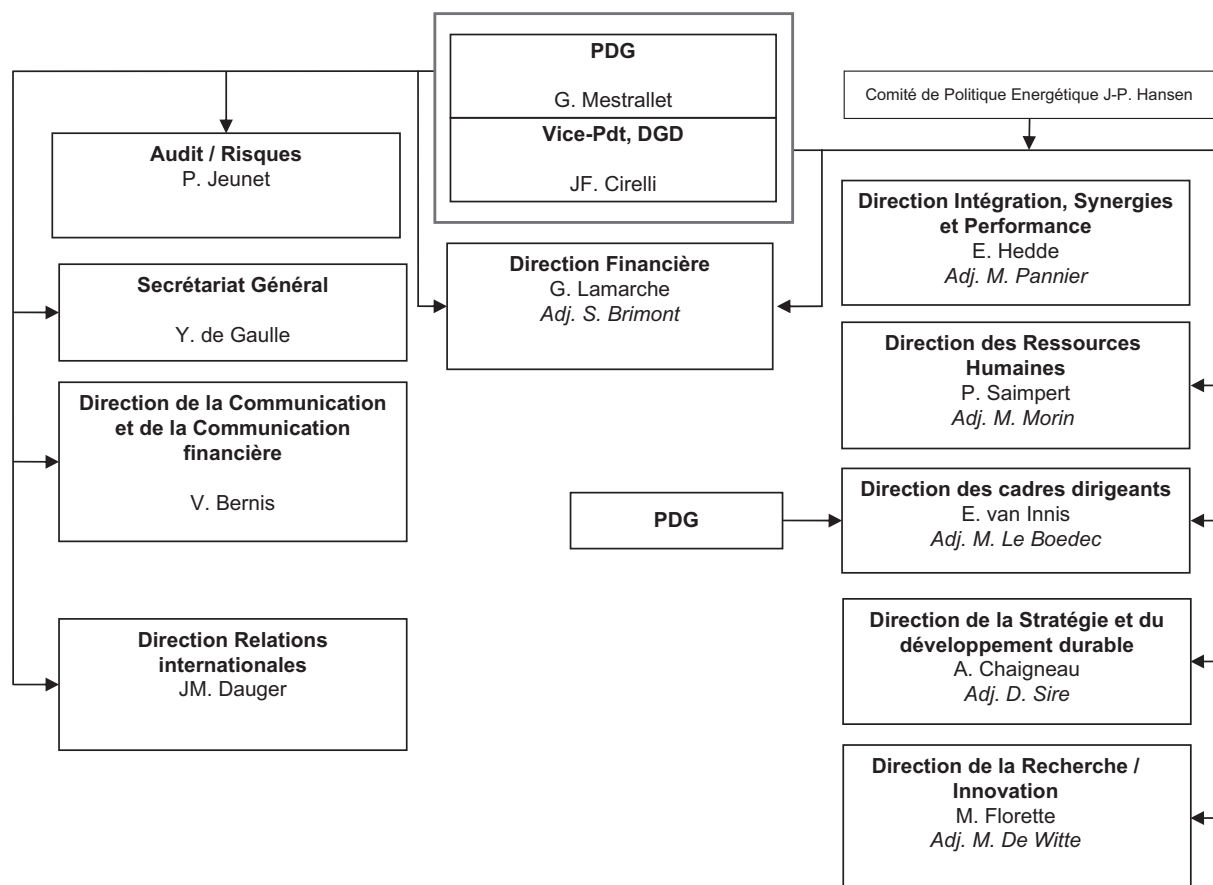 PDG
G. Mestrallet
Vice-Pdt, DGD
JF. Cirelli
Comité de Politique Energétique J-P. Hansen
Audit / Risques
P. Jeunet
Secrétariat Général
Y. de Gaulle
Direction de la Communication
et de la Communication
financière
V. Bernis
Direction Relations
internationales
JM. Dauger
Direction Financière
G. Lamarche
Adj. S. Brimont
PDG
Direction Intégration, Synergies
et Performance
E. Hedde
Adj. M. Pannier
Direction des Ressources
Humaines
P. Saimpert
Adj. M. Morin
Direction des cadres dirigeants
E. van Innis
Adj. M. Le Boedec
Direction de la Stratégie et du
développement durable
A. Chaigneau
Adj. D. Sire
Direction de la Recherche /
Innovation
M. Florette
Adj. M. De Witte